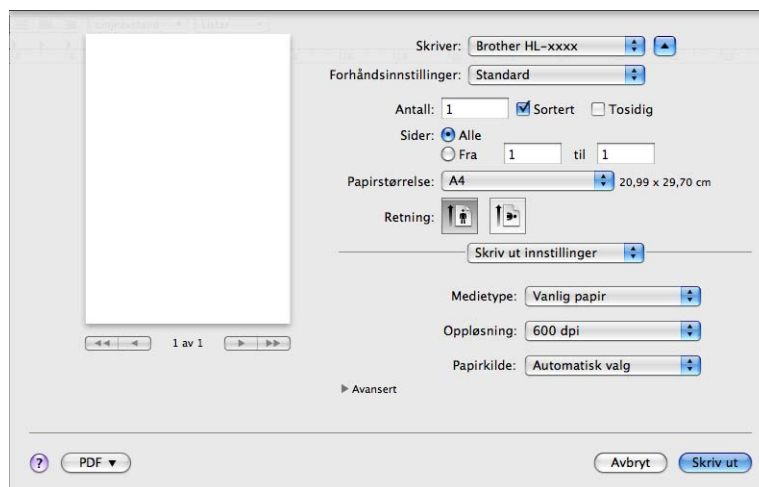 Skriver: Brother HL-xxxx
Forhåndsinnstillinger: Standard
Antall: 1 Sortert Tosidig
Sider: Alle
Fra 1 til 1
Papirstørrelse: A4 20,99 x 29,70 cm
Retning:
Skriv ut innstillinger
Medietype: Vanlig papir
Oppløsning: 600 dpi
Papirkilde: Automatisk valg
Avansert
1 av 1
? PDF ▼ Avbryt Skriv ut